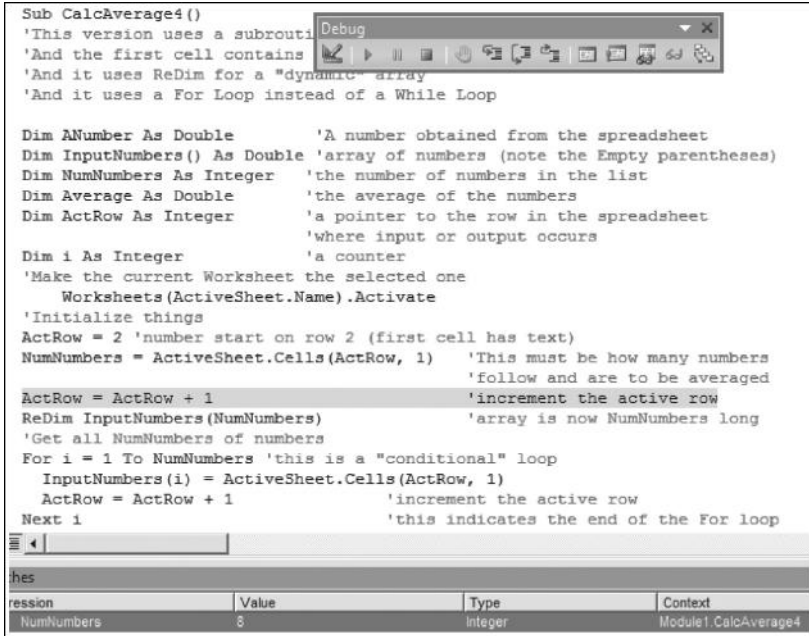 Sub CalcAverage4()
'This version uses a subrouti
'And the first cell contains
'And it uses ReDim for a "dynamic" array
'And it uses a For Loop instead of a While Loop
Debug
Dim ANumber As Double 'A number obtained from the spreadsheet
Dim InputNumbers() As Double 'array of numbers (note the Empty parentheses)
Dim NumNumbers As Integer 'the number of numbers in the list
Dim Average As Double 'the average of the numbers
Dim ActRow As Integer 'a pointer to the row in the spreadsheet
'where input or output occurs
Dim i As Integer 'a counter
'Make the current Worksheet the selected one
Worksheets(ActiveSheet.Name).Activate
'Initialize things
ActRow = 2 'number start on row 2 (first cell has text)
NumNumbers = ActiveSheet.Cells(ActRow, 1) 'This must be how many numbers
'follow and are to be averaged
ActRow = ActRow + 1 'increment the active row
ReDim InputNumbers(NumNumbers) 'array is now NumNumbers long
'Get all NumNumbers of numbers
For i = 1 To NumNumbers 'this is a "conditional" loop
InputNumbers(i) = ActiveSheet.Cells(ActRow, 1)
ActRow = ActRow + 1 'increment the active row
Next i 'this indicates the end of the For loop
ches
ression Value Type Context
NumNumbers 8 Integer Module1.CalcAverage4